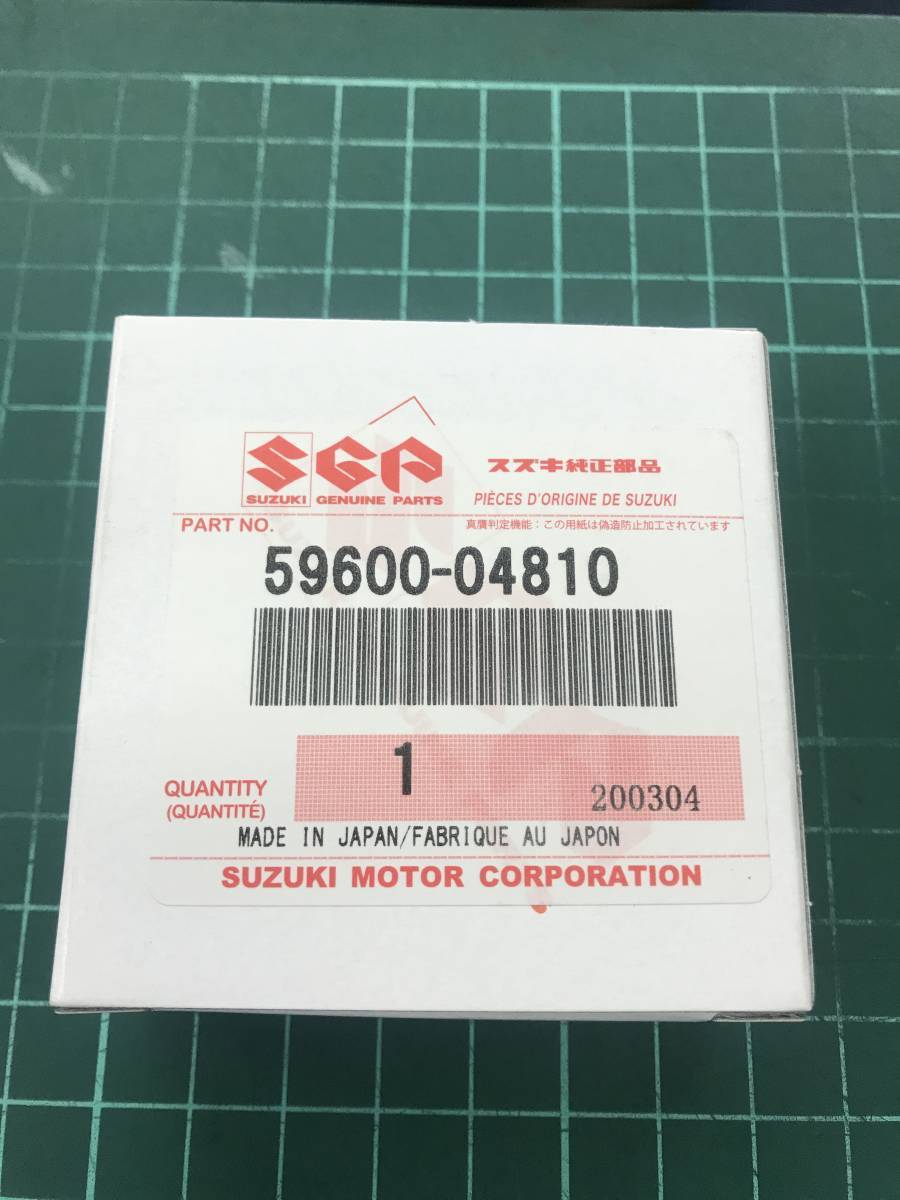 SGP
SUZUKI GENUINE PARTS
スズキ純正部品
PIÈCES D'ORIGINE DE SUZUKI
PART NO.
真贋判定機能：この用紙は偽造防止加工されています
59600-04810
QUANTITY
(QUANTITÉ)
1
200304
MADE IN JAPAN/FABRIQUE AU JAPON
SUZUKI MOTOR CORPORATION